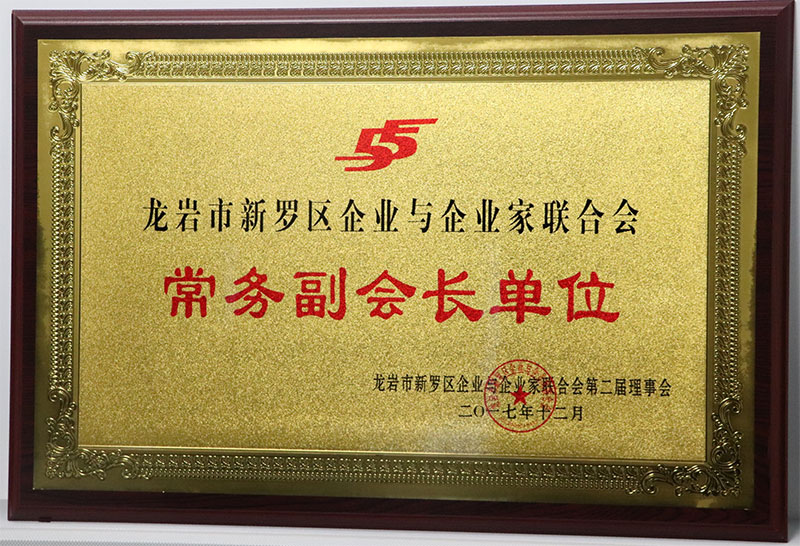 55
龙岩市新罗区企业与企业家联合会
常务副会长单位
龙岩市新罗区企业与企业家联合会第二届理事会
二〇一七年十二月